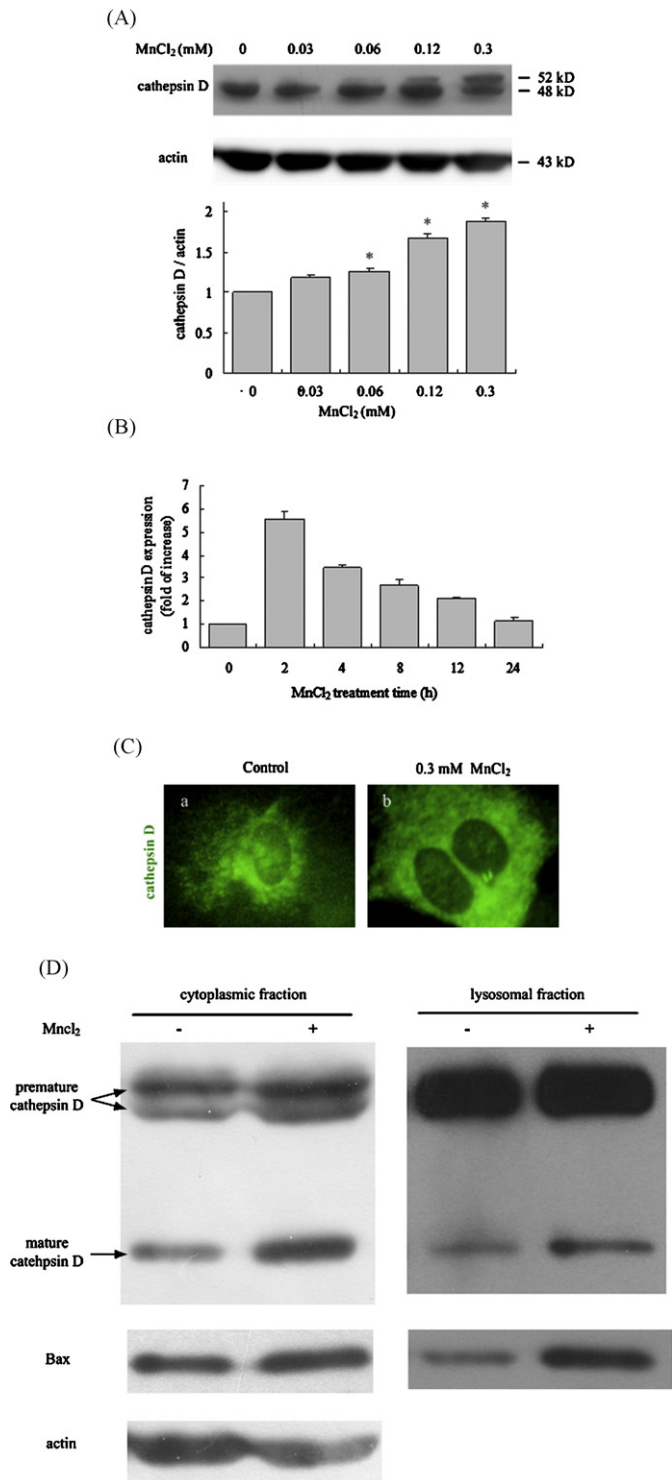 (A)
MnCl2 (mM) 0 0.03 0.06 0.12 0.3
cathepsin D
52 kD
48 kD
actin
43 kD
2
1.5
1
0.5
0
cathepsin D / actin
*
*
*
0 0.03 0.06 0.12 0.3
MnCl2 (mM)
(B)
7
6
5
4
3
2
1
0
cathepsin D expression
(fold of increase)
0 2 4 8 12 24
MnCl2 treatment time (h)
(C)
Control 0.3 mM MnCl2
cathepsin D
a b
(D)
cytoplasmic fraction lysosomal fraction
Mncl2 - + - +
premature
cathepsin D
mature
catehpsin D
Bax
actin